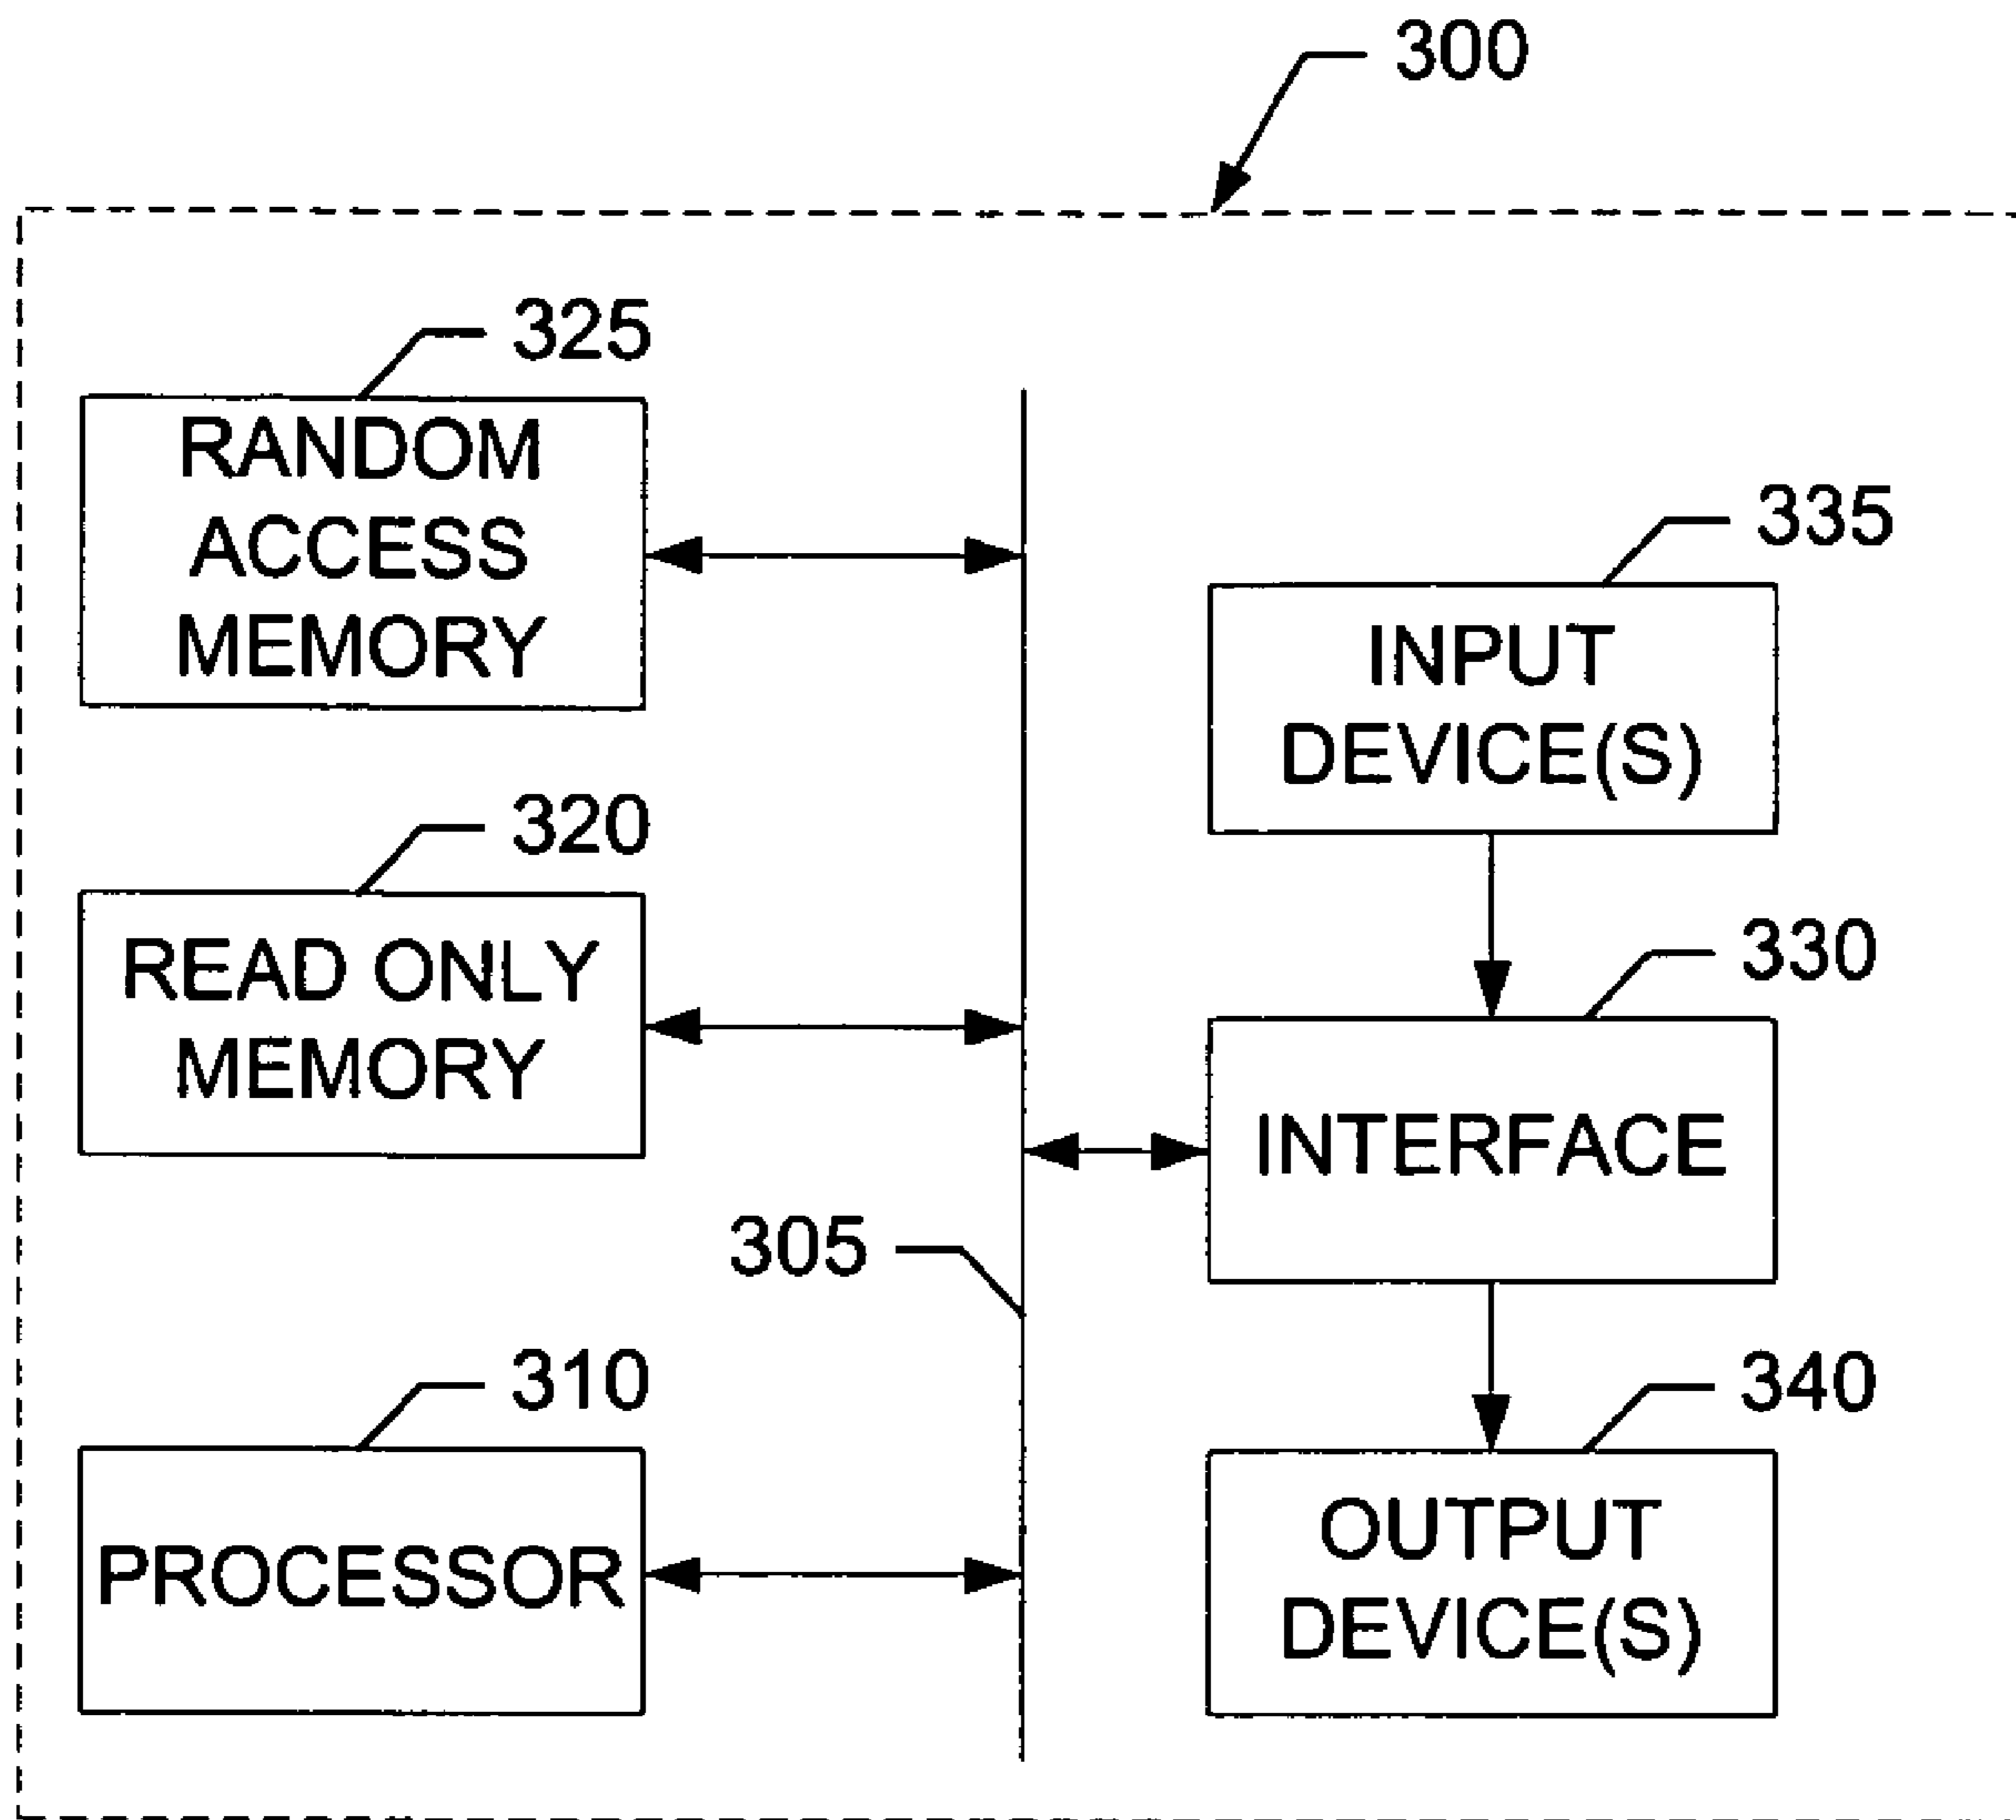 300
325
RANDOM
ACCESS
MEMORY
335
INPUT
DEVICE(S)
320
READ ONLY
MEMORY
330
INTERFACE
305
310
PROCESSOR
340
OUTPUT
DEVICE(S)